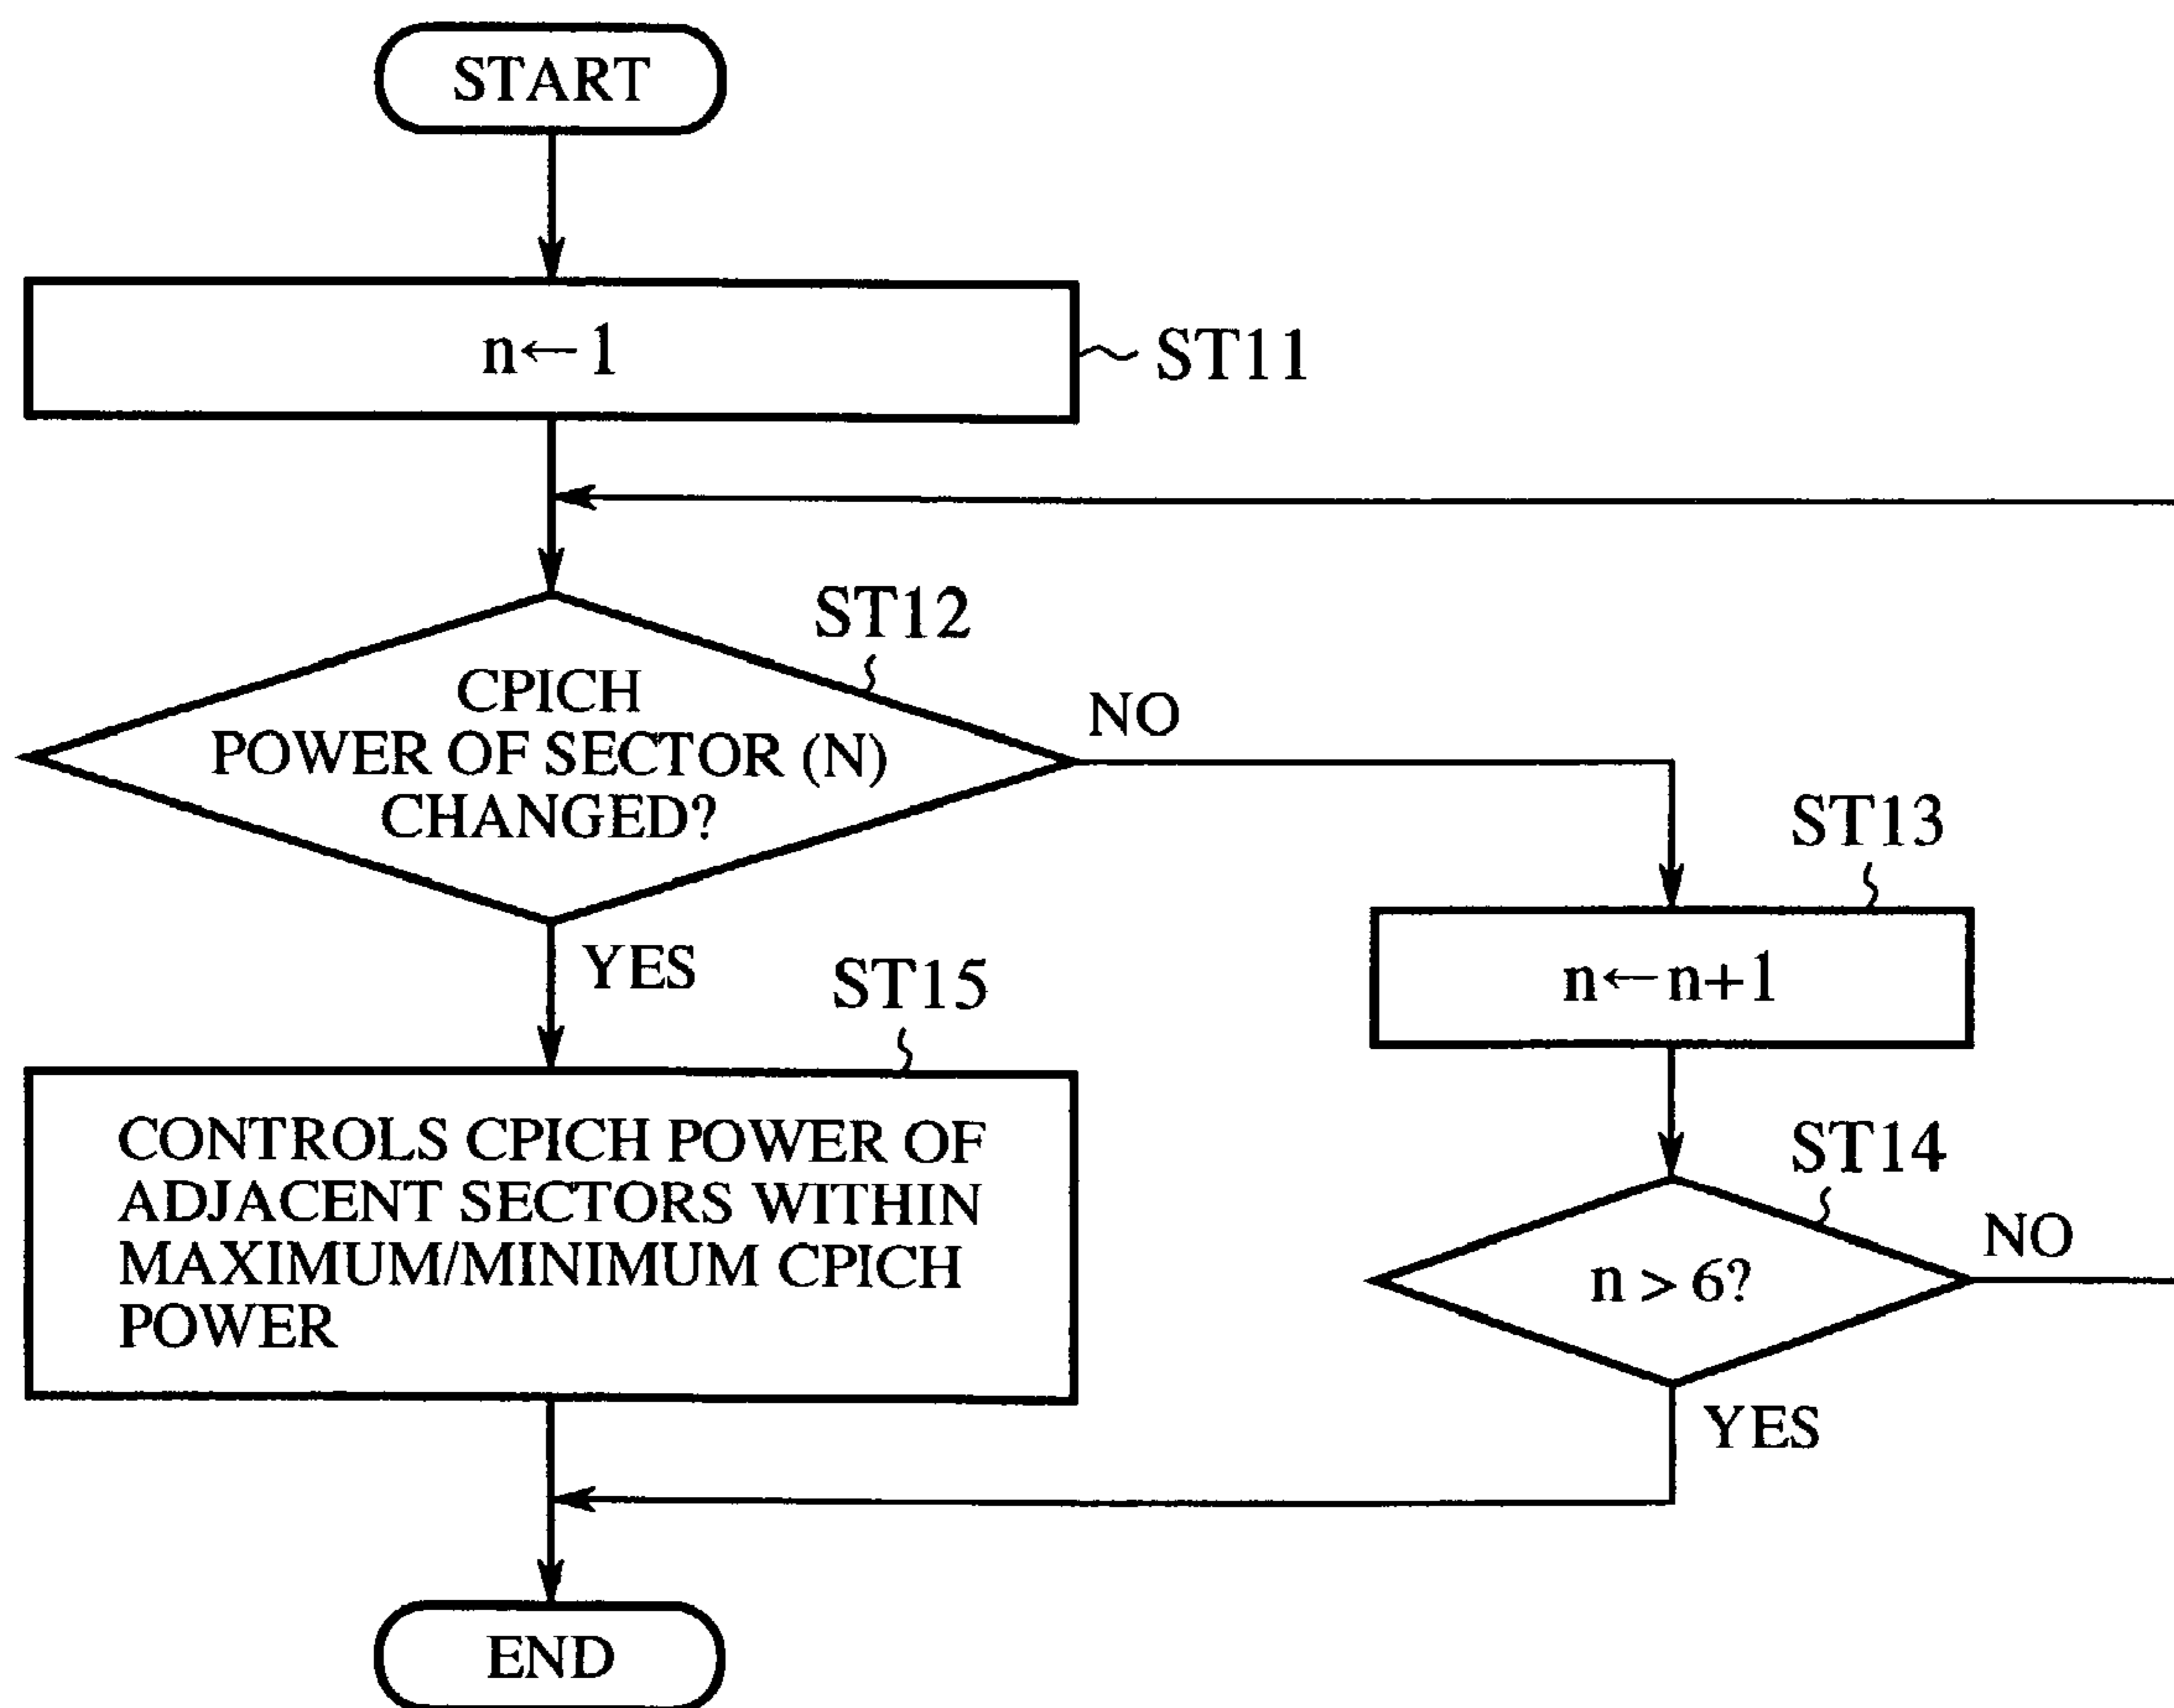 START
n←1
ST11
ST12
CPICH
POWER OF SECTOR (N)
CHANGED?
NO
YES
ST13
n←n+1
ST15
CONTROLS CPICH POWER OF
ADJACENT SECTORS WITHIN
MAXIMUM/MINIMUM CPICH
POWER
ST14
n > 6?
NO
YES
END